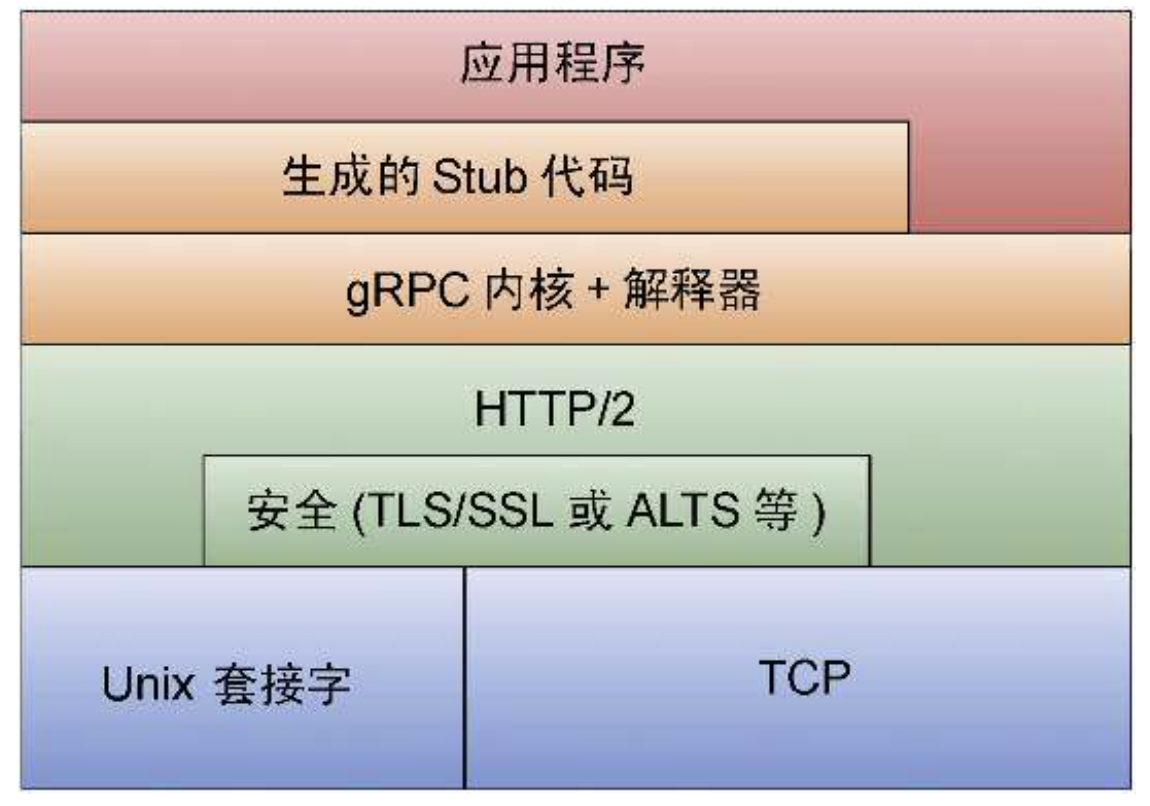 应用程序
生成的 Stub 代码
gRPC 内核 + 解释器
HTTP/2
安全 (TLS/SSL 或 ALTS 等 )
Unix 套接字
TCP